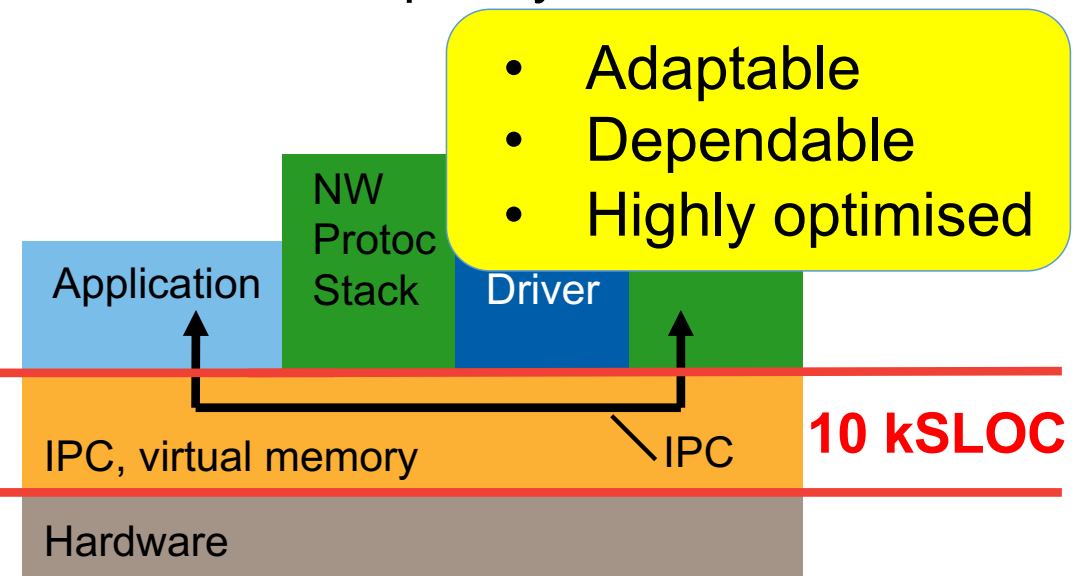 • Adaptable
• Dependable
• Highly optimised
NW
Protoc
Stack
Application
Driver
IPC, virtual memory
IPC
10 kSLOC
Hardware